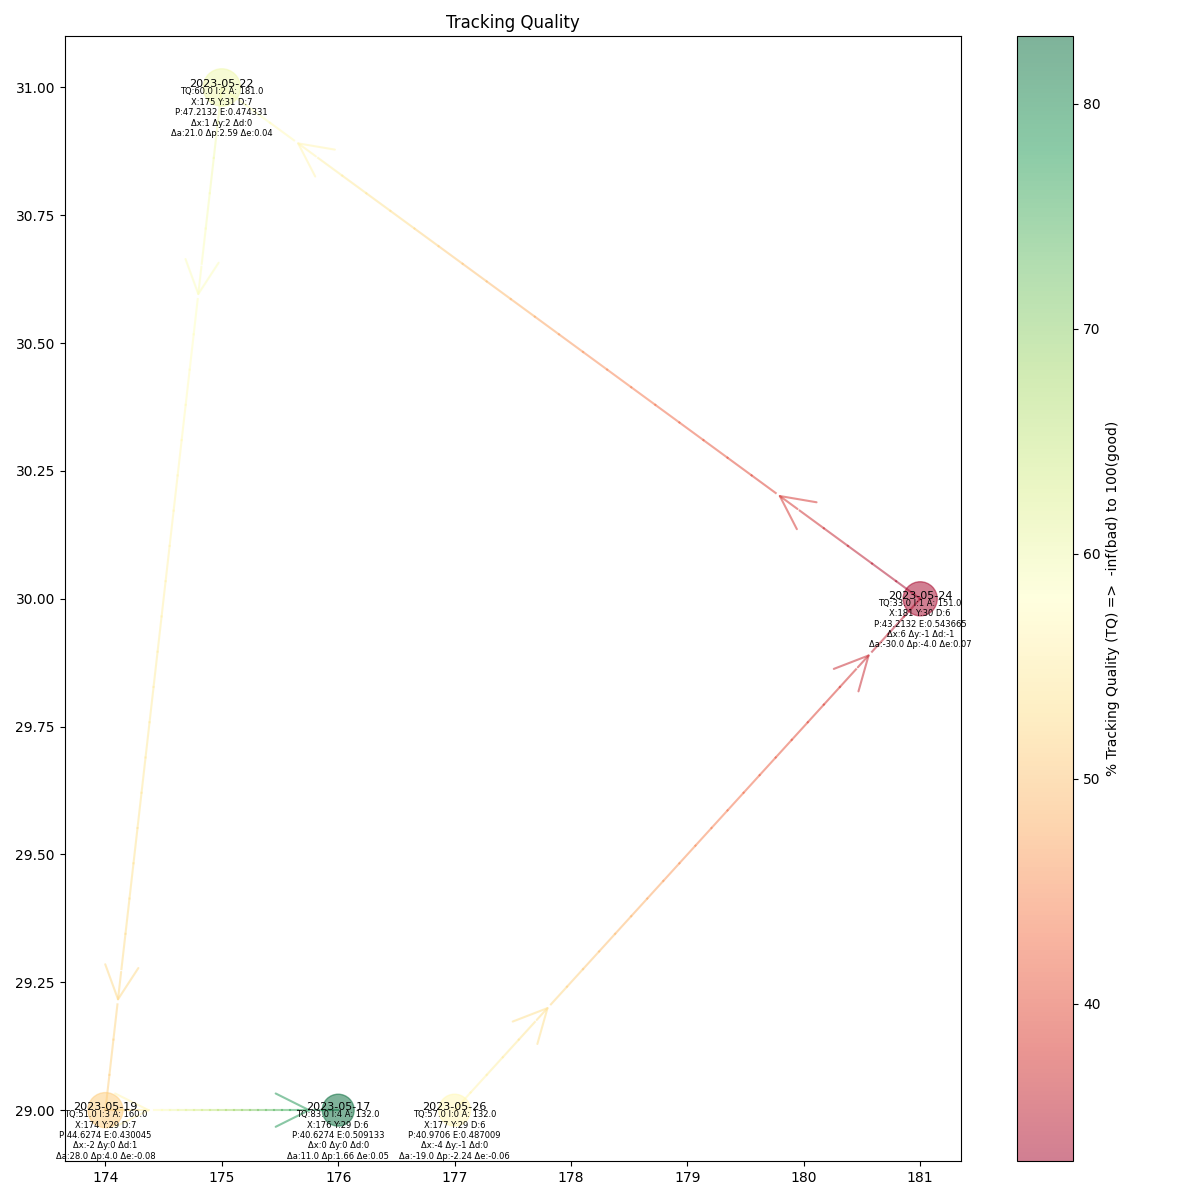 Tracking Quality
31.00
30.75
30.50
30.25
30.00
29.75
29.50
29.25
29.00
174
175
176
177
178
179
180
181
2023-05-22
TQ:60.0 I:2 A: 181.0
X:175 Y:31 D:7
P:47.2132 E:0.474331
Δx:1 Δy:2 Δd:0
Δa:21.0 Δp:2.59 Δe:0.04
2023-05-24
TQ:33.0 I:1 A: 151.0
X:181 Y:30 D:6
P:43.2132 E:0.543665
Δx:6 Δy:-1 Δd:-1
Δa:-30.0 Δp:-4.0 Δe:0.07
2023-05-19
TQ:51.0 I:3 A: 160.0
X:174 Y:29 D:7
P:44.6274 E:0.430045
Δx:-2 Δy:0 Δd:1
Δa:28.0 Δp:4.0 Δe:-0.08
2023-05-17
TQ:83.0 I:4 A: 132.0
X:176 Y:29 D:6
P:40.6274 E:0.509133
Δx:0 Δy:0 Δd:0
Δa:11.0 Δp:1.66 Δe:0.05
2023-05-26
TQ:57.0 I:0 A: 132.0
X:177 Y:29 D:6
P:40.9706 E:0.487009
Δx:-4 Δy:-1 Δd:0
Δa:-19.0 Δp:-2.24 Δe:-0.06
80
70
60
50
40
% Tracking Quality (TQ) => -inf(bad) to 100(good)